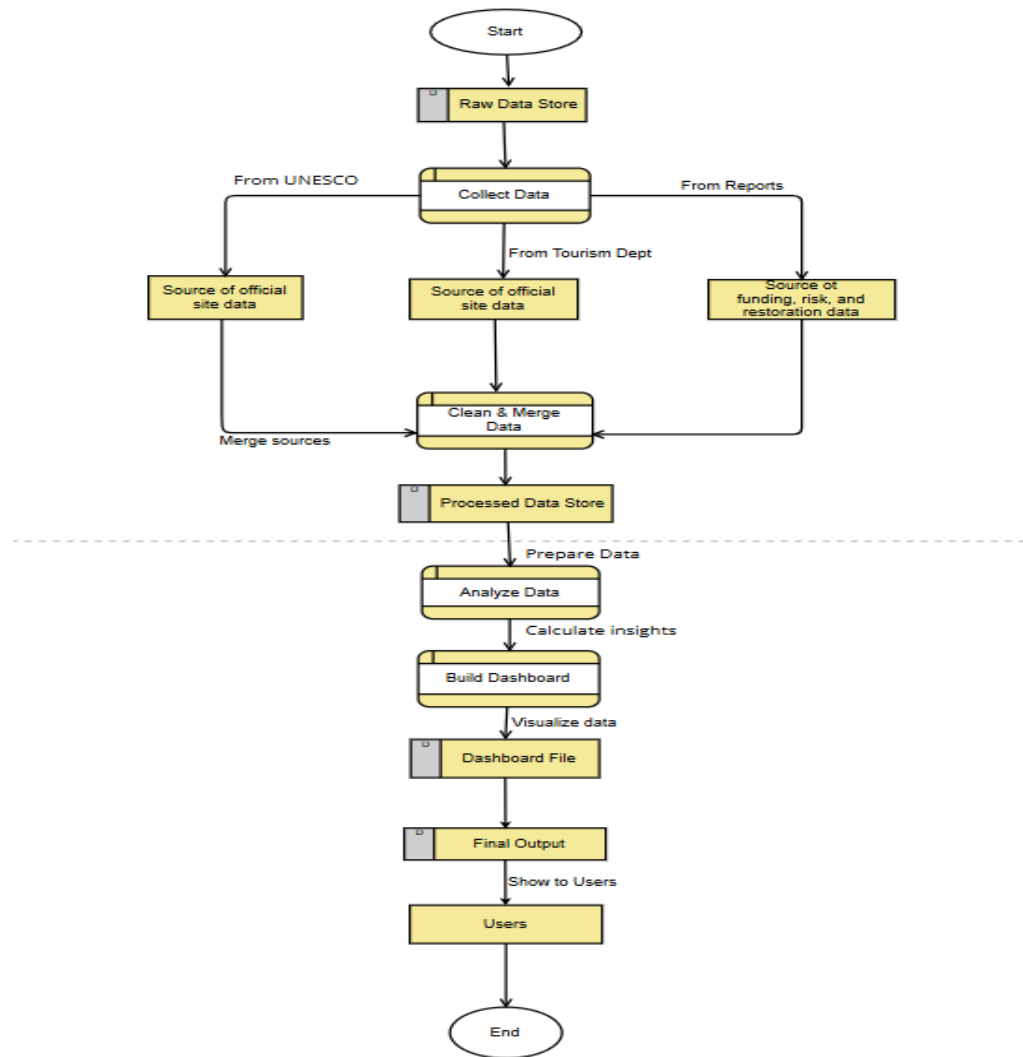 Start
D
Raw Data Store
Collect Data
From UNESCO
From Reports
From Tourism Dept
Source of official
site data
Source of official
site data
Source of
funding, risk, and
restoration data
Clean & Merge
Data
Merge sources
D
Processed Data Store
Prepare Data
Analyze Data
Calculate insights
Build Dashboard
Visualize data
D
Dashboard File
D
Final Output
Show to Users
Users
End